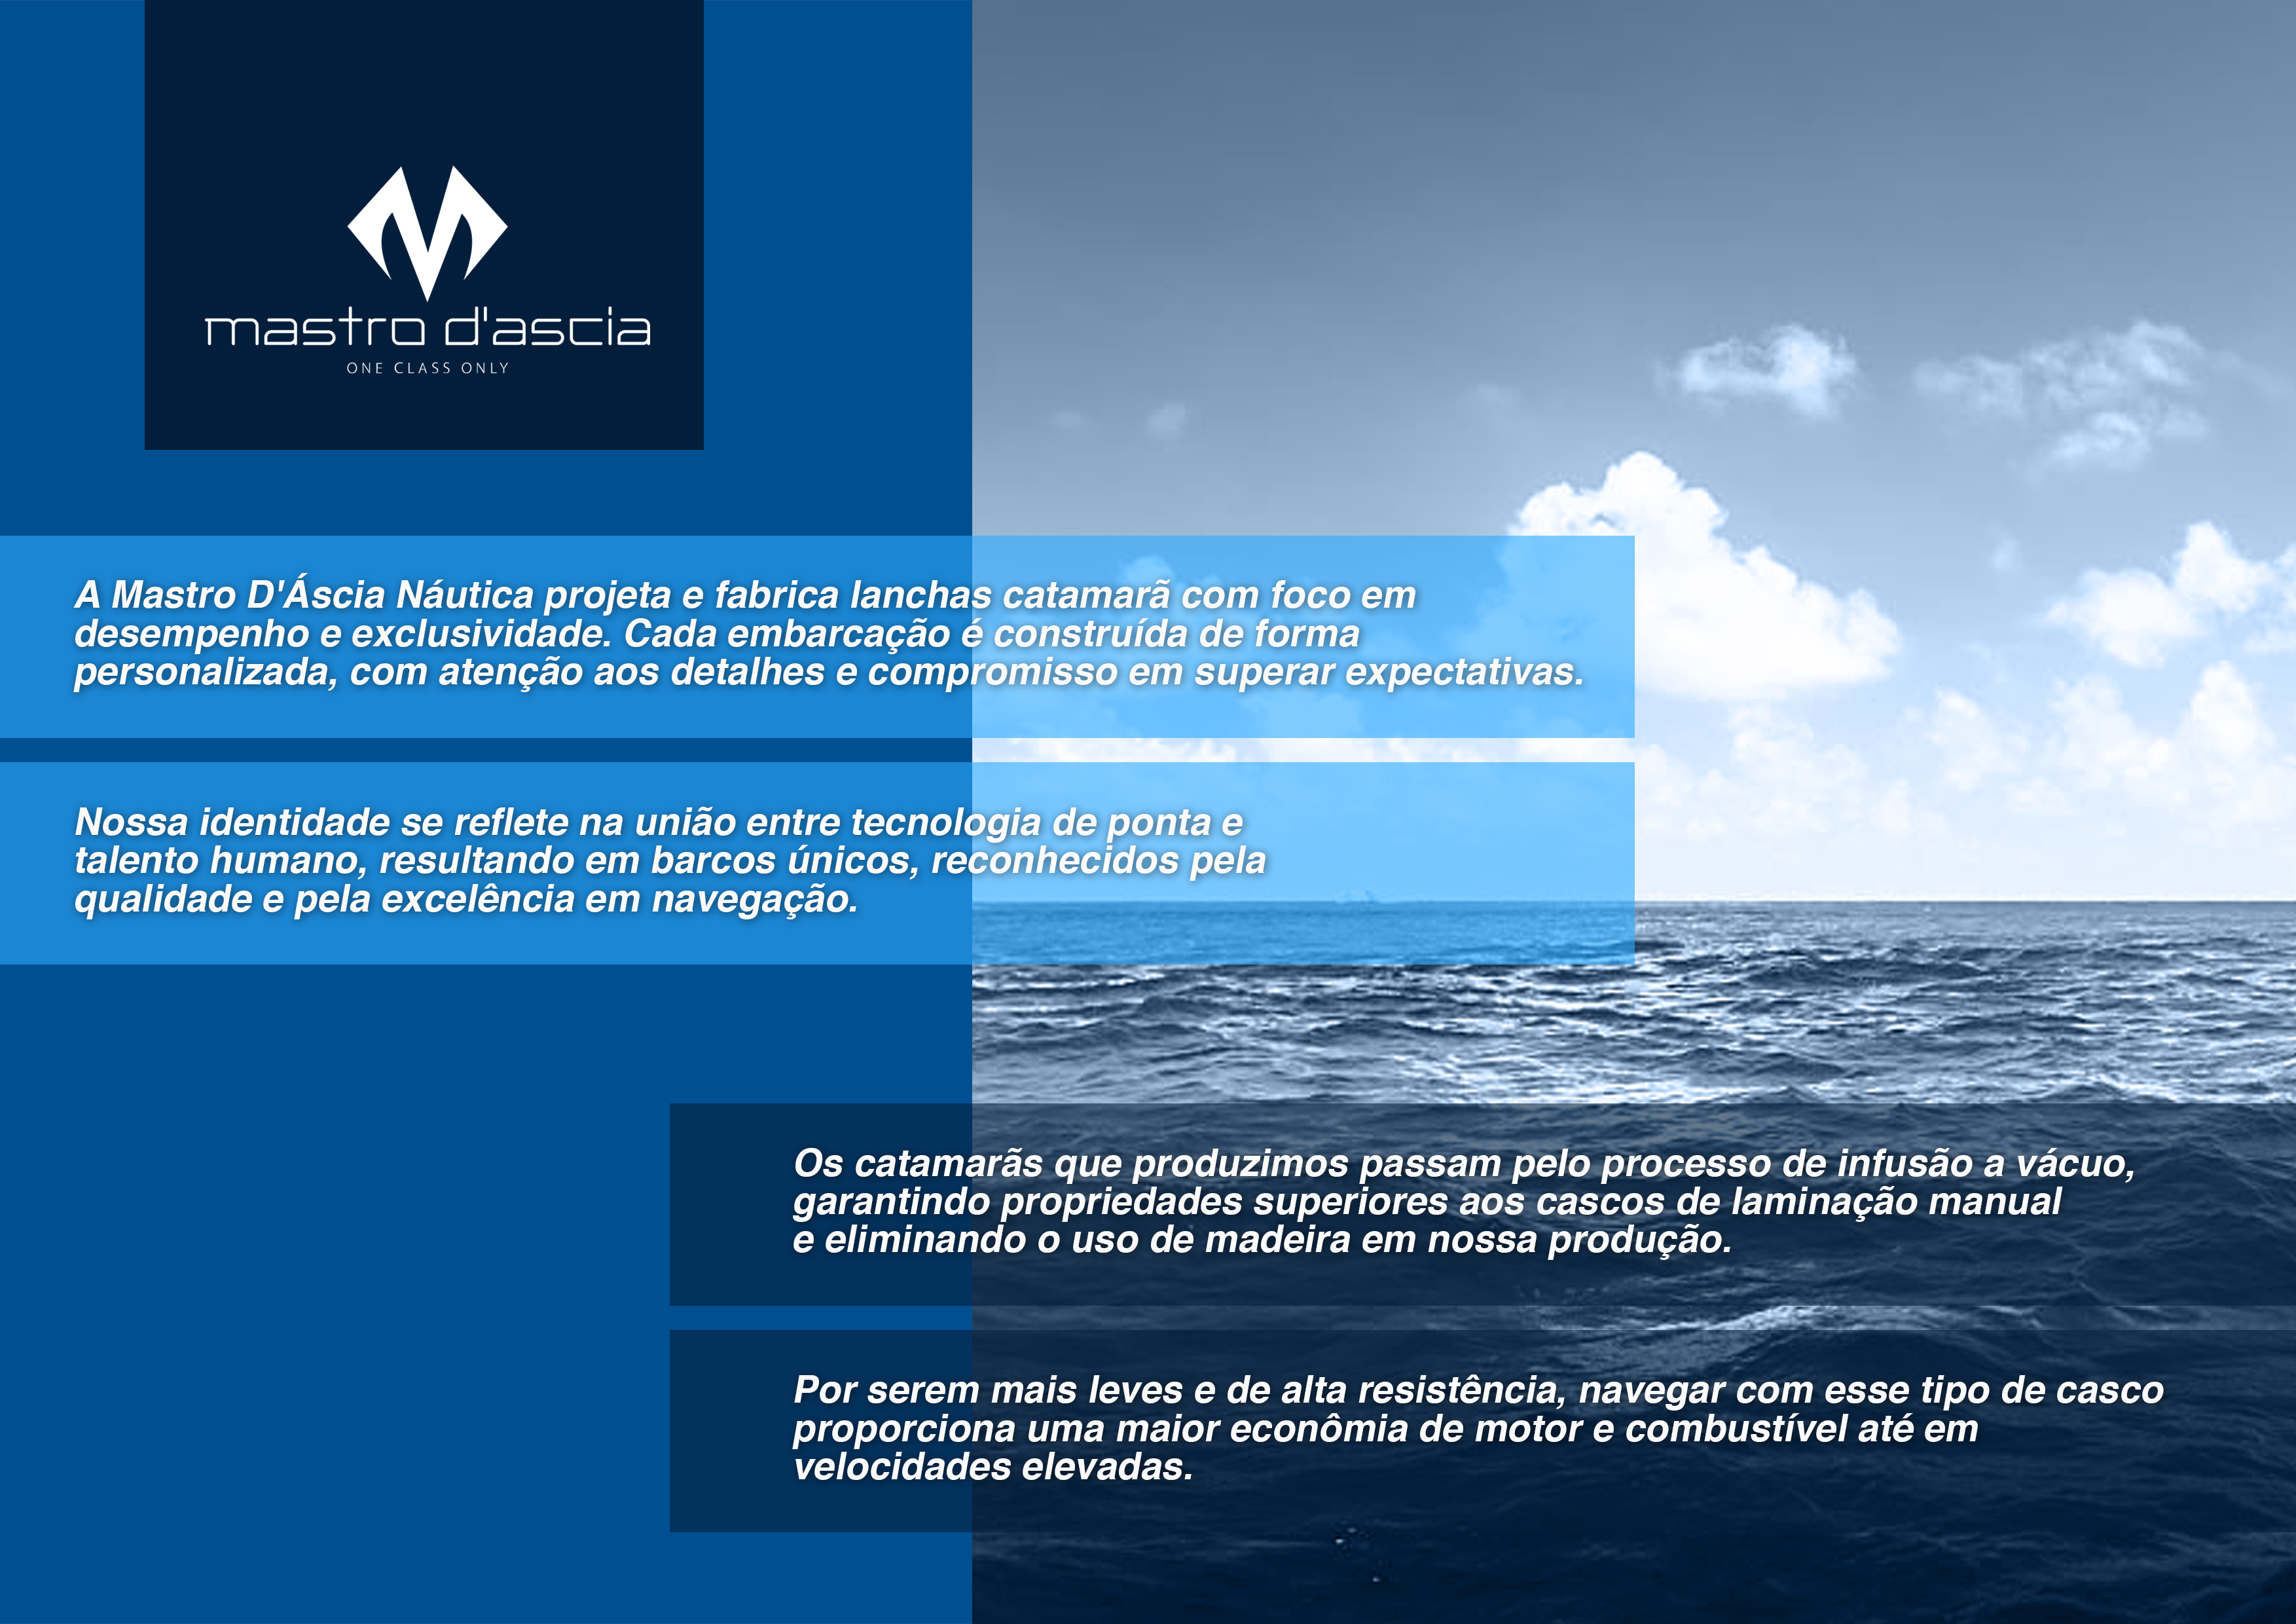 mastro d'ascia
ONE CLASS ONLY
A Mastro D'Áscia Náutica projeta e fabrica lanchas catamarã com foco em
desempenho e exclusividade. Cada embarcação é construída de forma
personalizada, com atenção aos detalhes e compromisso em superar expectativas.
Nossa identidade se reflete na união entre tecnologia de ponta e
talento humano, resultando em barcos únicos, reconhecidos pela
qualidade e pela excelência em navegação.
Os catamarãs que produzimos passam pelo processo de infusão a vácuo,
garantindo propriedades superiores aos cascos de laminação manual
e eliminando o uso de madeira em nossa produção.
Por serem mais leves e de alta resistência, navegar com esse tipo de casco
proporciona uma maior econômia de motor e combustível até em
velocidades elevadas.